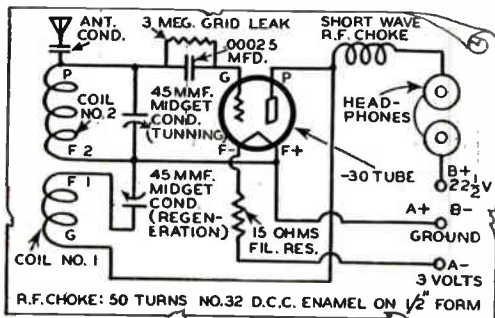 ANT.
COND.
3 MEG. GRID LEAK
.00025
MFD.
SHORT WAVE
R.F. CHOKE
P
G
P
COIL
NO.2
45 MMF.
MIDGET
COND.
(TUNNING)
HEAD-
PHONES
F2
F-
F+
-30 TUBE
B+
22½V
F1
45 MMF.
MIDGET
COND.
(REGEN-
ERATION)
A+
B-
GROUND
15 OHMS
FIL. RES.
G
COIL NO. 1
A-
3 VOLTS
R.F. CHOKE: 50 TURNS NO.32 D.C.C. ENAMEL ON ½" FORM